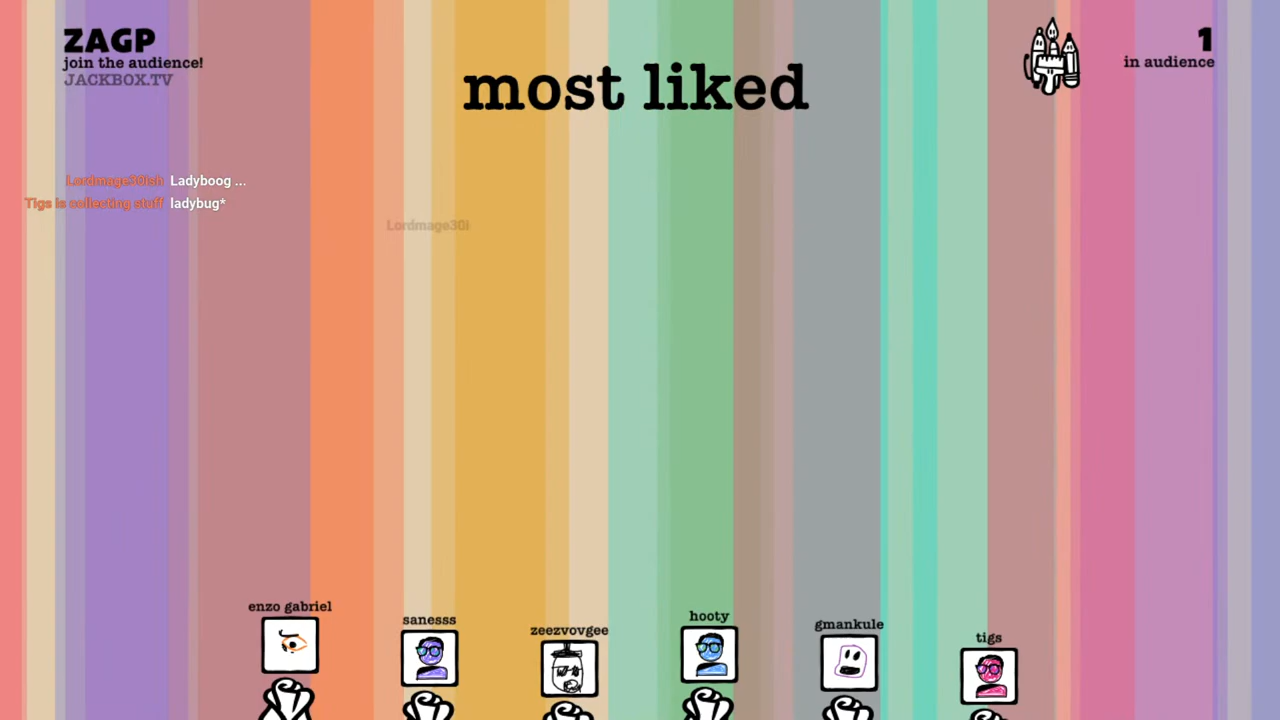 ZAGP
join the audience!
JACKBOX.TV
1
in audience
most liked
Lordmage30ish Ladyboog ...
Tigs is collecting stuff ladybug*
Lordmage30i
enzo gabriel
sanesss
zeezvovgee
hooty
gmankule
tigs